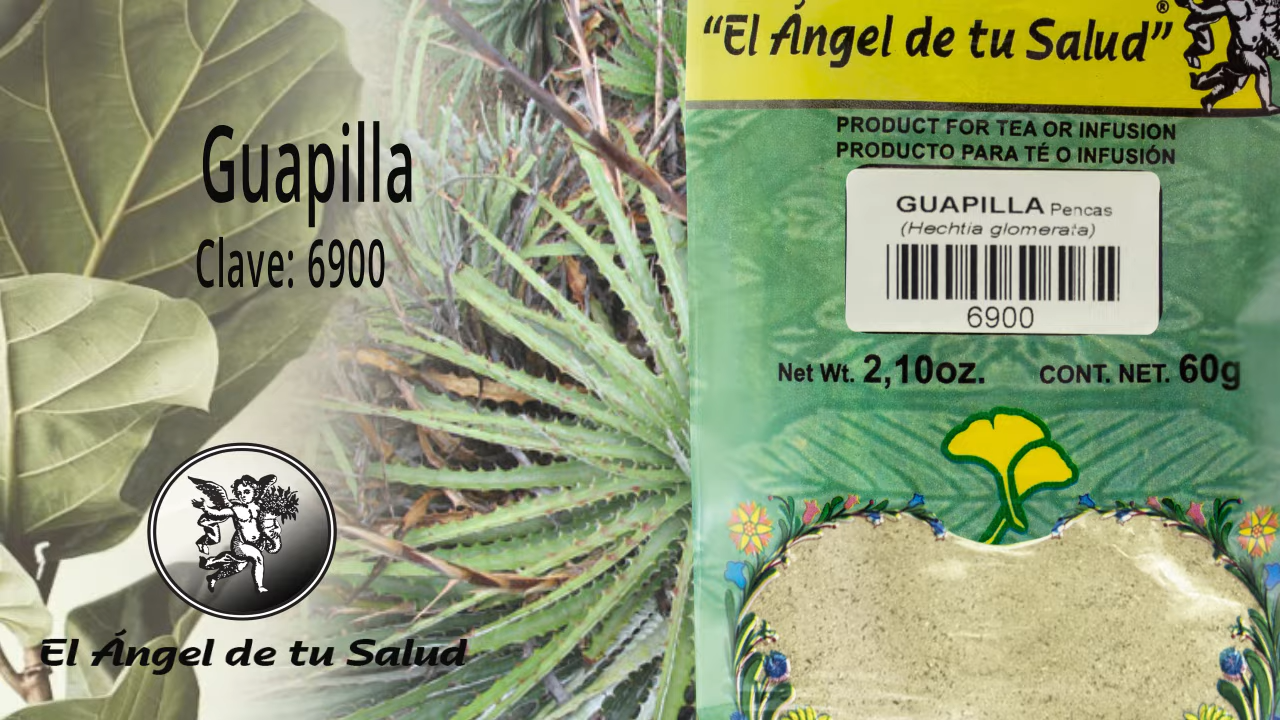 Guapilla
Clave: 6900
El Ángel de tu Salud
“El Ángel de tu Salud” ®
PRODUCT FOR TEA OR INFUSION
PRODUCTO PARA TÉ O INFUSIÓN
GUAPILLA Pencas
(Hechtia glomerata)
6900
Net Wt. 2,10oz. CONT. NET. 60g